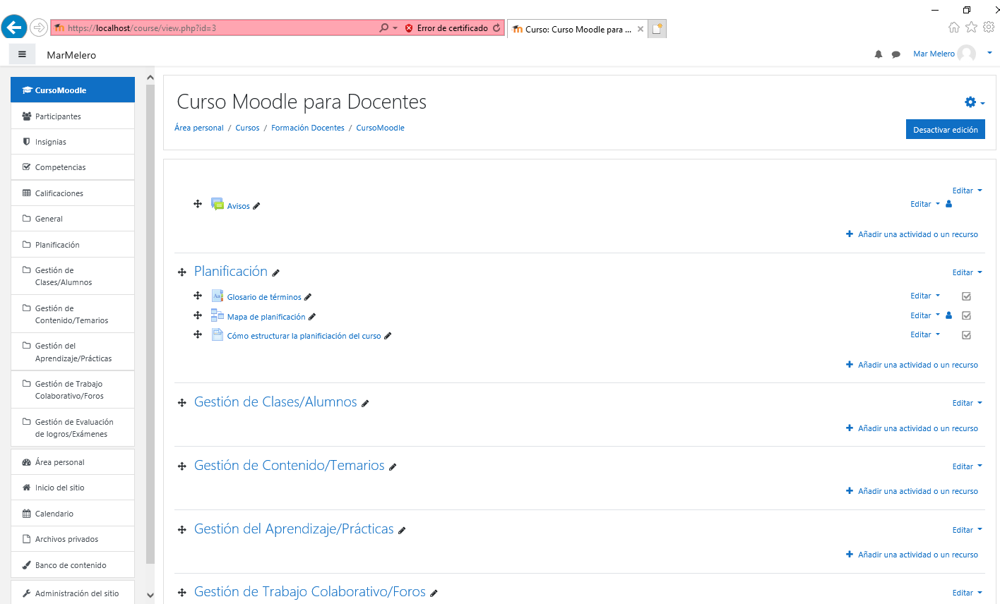 https://localhost/course/view.php?id=3
Error de certificado
Curso: Curso Moodle para ...
MarMelero
Mar Melero
CursoMoodle
Participantes
Insignias
Competencias
Calificaciones
General
Planificación
Gestión de
Clases/Alumnos
Gestión de
Contenido/Temarios
Gestión del
Aprendizaje/Prácticas
Gestión de Trabajo
Colaborativo/Foros
Gestión de Evaluación
de logros/Exámenes
Área personal
Inicio del sitio
Calendario
Archivos privados
Banco de contenido
Administración del sitio
Curso Moodle para Docentes
Área personal / Cursos / Formación Docentes / CursoMoodle
Desactivar edición
Editar
Avisos
Editar
Añadir una actividad o un recurso
Planificación
Editar
Glosario de términos
Editar
Mapa de planificación
Editar
Cómo estructurar la planificiación del curso
Editar
Añadir una actividad o un recurso
Gestión de Clases/Alumnos
Editar
Añadir una actividad o un recurso
Gestión de Contenido/Temarios
Editar
Añadir una actividad o un recurso
Gestión del Aprendizaje/Prácticas
Editar
Añadir una actividad o un recurso
Gestión de Trabajo Colaborativo/Foros
Editar